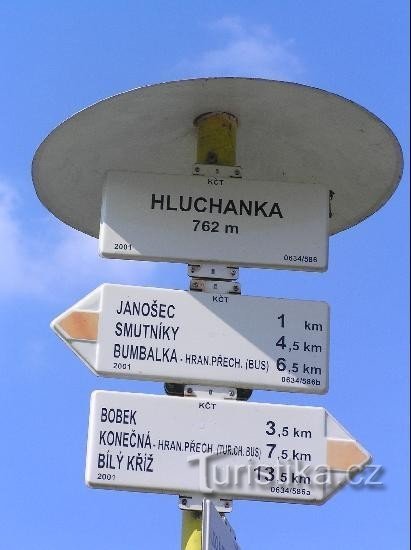 KČT
HLUCHANKA
762 m
2001 0634/586
KČT
JANOŠEC 1 km
SMUTNÍKY 4,5 km
BUMBALKA - HRAN.PŘECH. (BUS) 6,5 km
2001 0634/586b
KČT
BOBEK 3,5 km
KONEČNÁ - HRAN.PŘECH. (TUR.CH.BUS) 7,5 km
BÍLÝ KŘÍŽ 13,5 km
2001 0634/586a
Turistika.cz